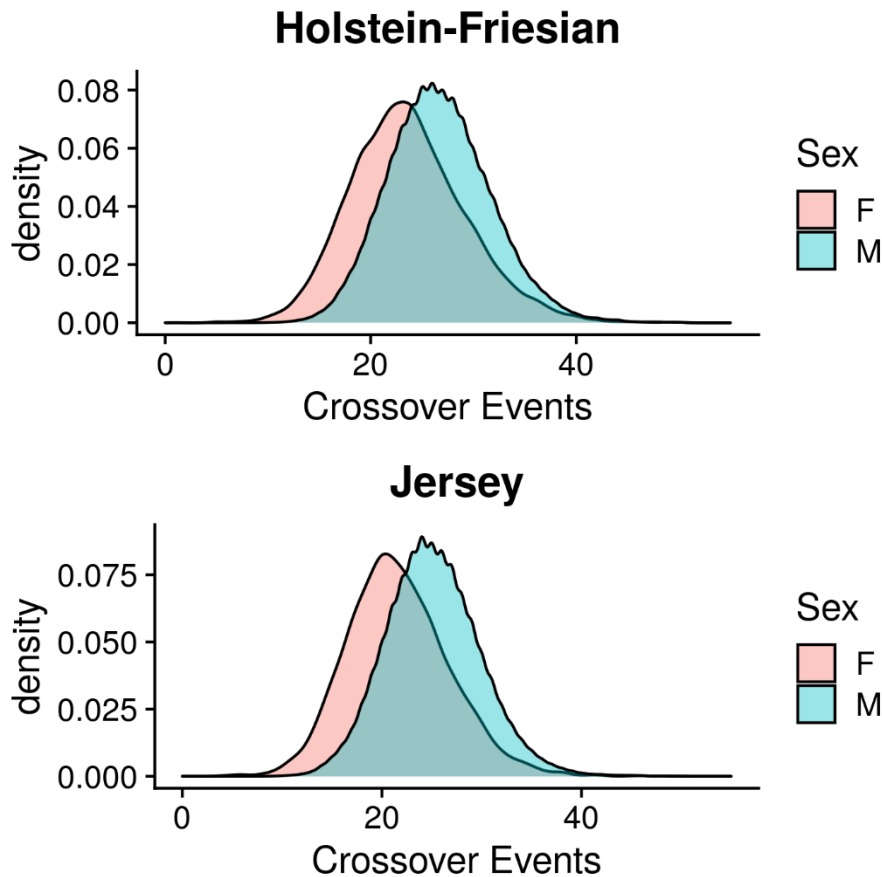 Holstein-Friesian
0.08
0.06
0.04
0.02
0.00
density
0 20 40
Crossover Events
Sex
F
M
Jersey
0.075
0.050
0.025
0.000
density
0 20 40
Crossover Events
Sex
F
M